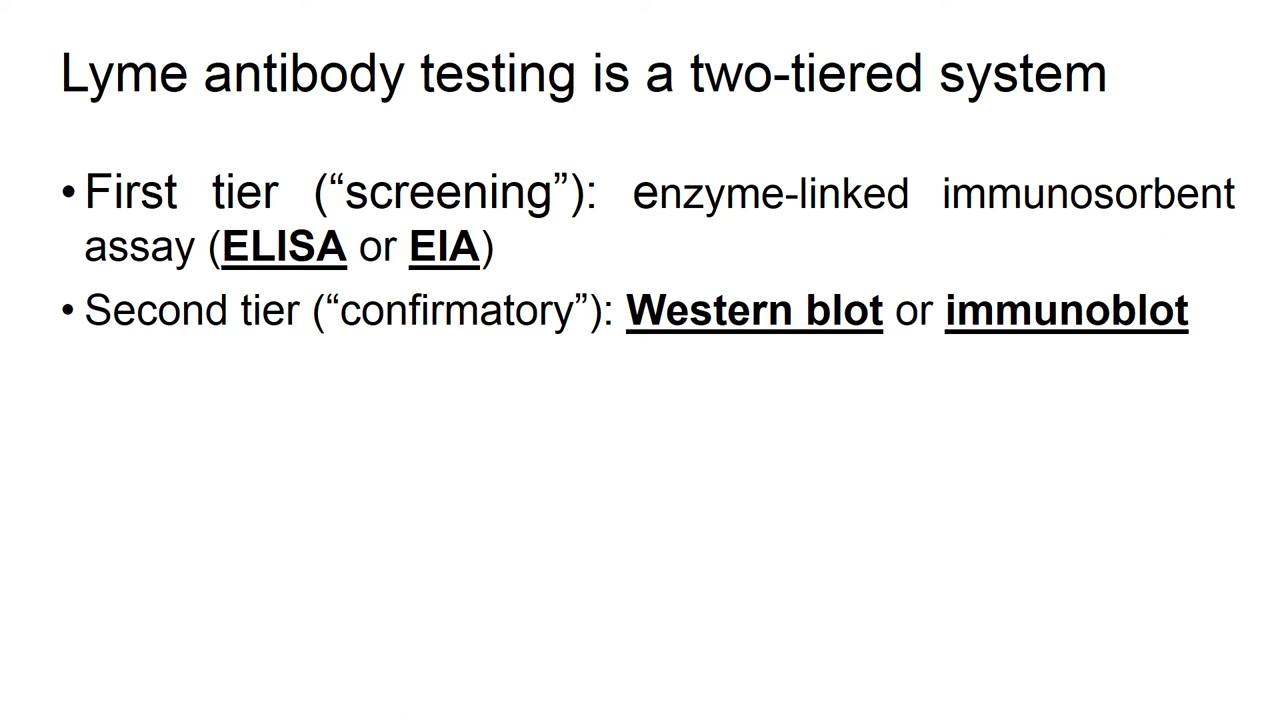 Lyme antibody testing is a two-tiered system
•First tier (“screening”): enzyme-linked immunosorbent
assay (ELISA or EIA)
•Second tier (“confirmatory”): Western blot or immunoblot